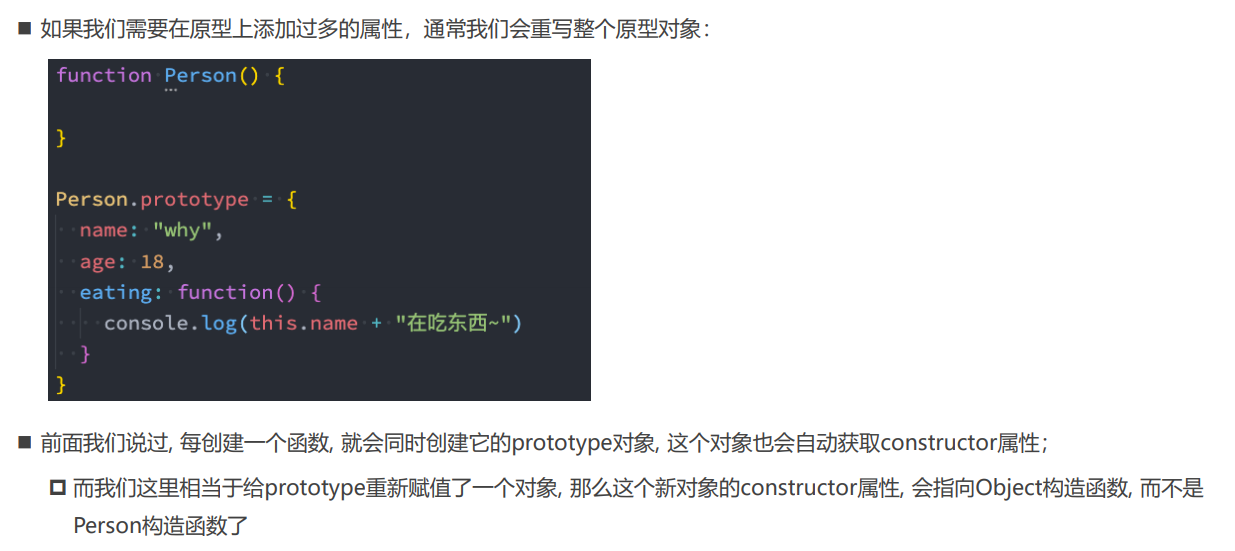 ■ 如果我们需要在原型上添加过多的属性，通常我们会重写整个原型对象：
function Person() {
}
Person.prototype = {
name: "why",
age: 18,
eating: function() {
console.log(this.name + "在吃东西~")
}
}
■ 前面我们说过, 每创建一个函数, 就会同时创建它的prototype对象, 这个对象也会自动获取constructor属性；
而我们这里相当于给prototype重新赋值了一个对象, 那么这个新对象的constructor属性, 会指向Object构造函数, 而不是
Person构造函数了